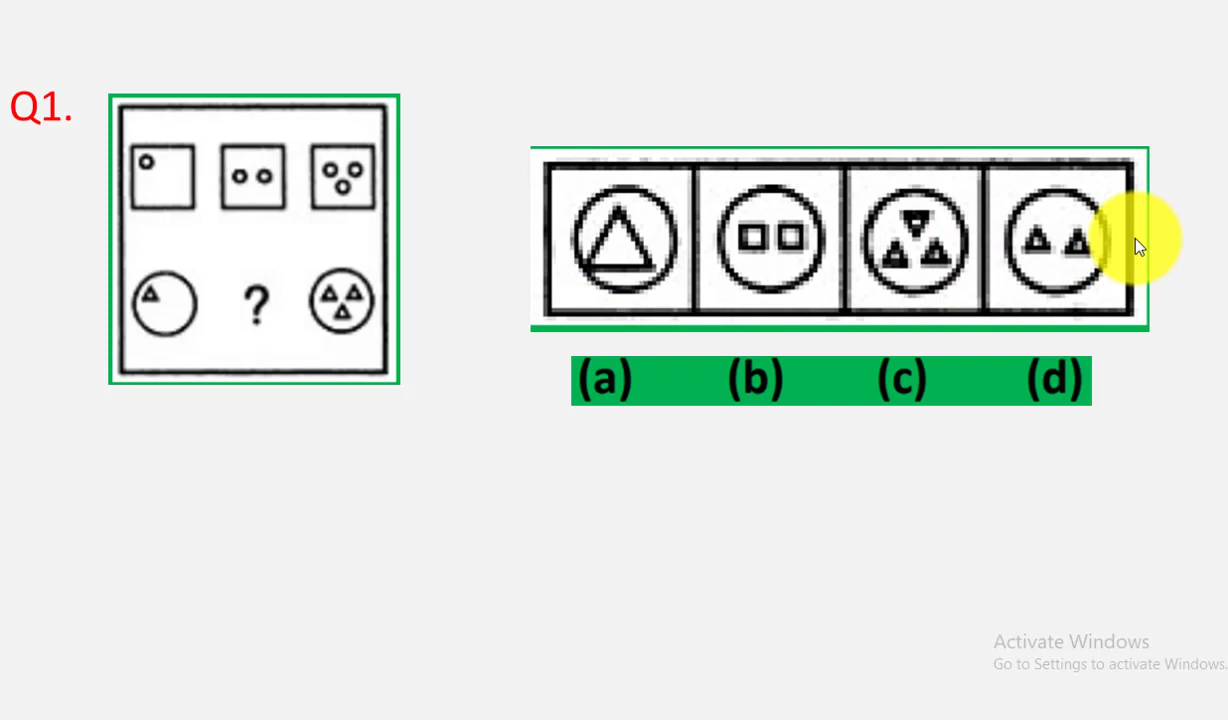 Q1.
?
(a) (b) (c) (d)
Activate Windows
Go to Settings to activate Windows.